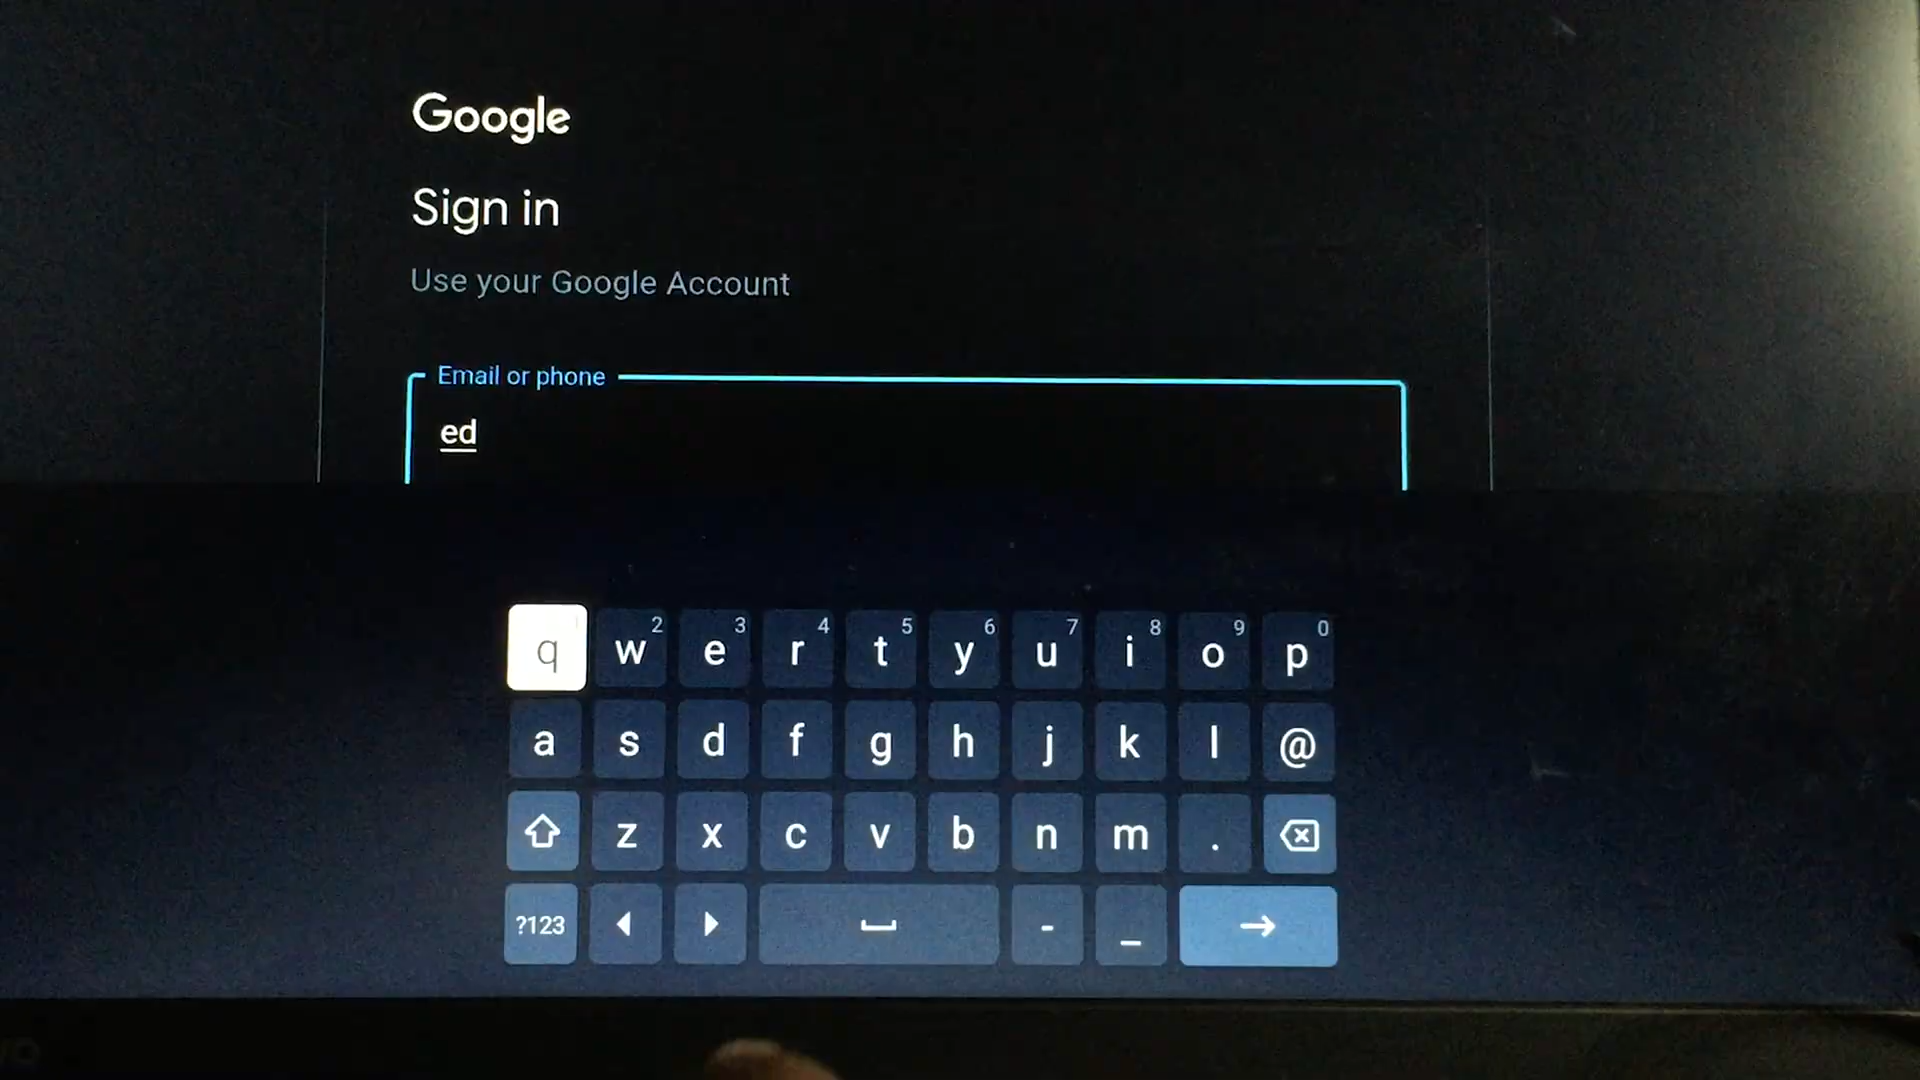 Google
Sign in
Use your Google Account
Email or phone
ed
q w 2 e 3 r 4 t 5 y 6 u 7 i 8 o 9 p 0
a s d f g h j k l @
z x c v b n m .
?123 - _